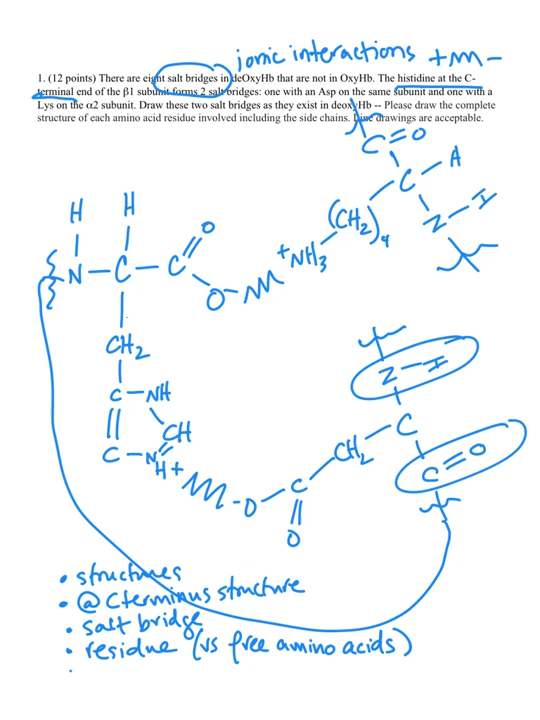 ionic interactions +m-
1. (12 points) There are eight salt bridges in deOxyHb that are not in OxyHb. The histidine at the C-
terminal end of the β1 subunit forms 2 salt bridges: one with an Asp on the same subunit and one with a
Lys on the α2 subunit. Draw these two salt bridges as they exist in deoxyHb -- Please draw the complete
structure of each amino acid residue involved including the side chains. Line drawings are acceptable.
C=O
C-A
(CH2)4
N-H
+NH3
H H
N-C-C
O
O-
CH2
C-NH
CH
C-NH+
N-H
C
CH2
C=O
-O-C
O
• structures
• @ C terminus structure
• salt bridge
• residue (vs free amino acids)